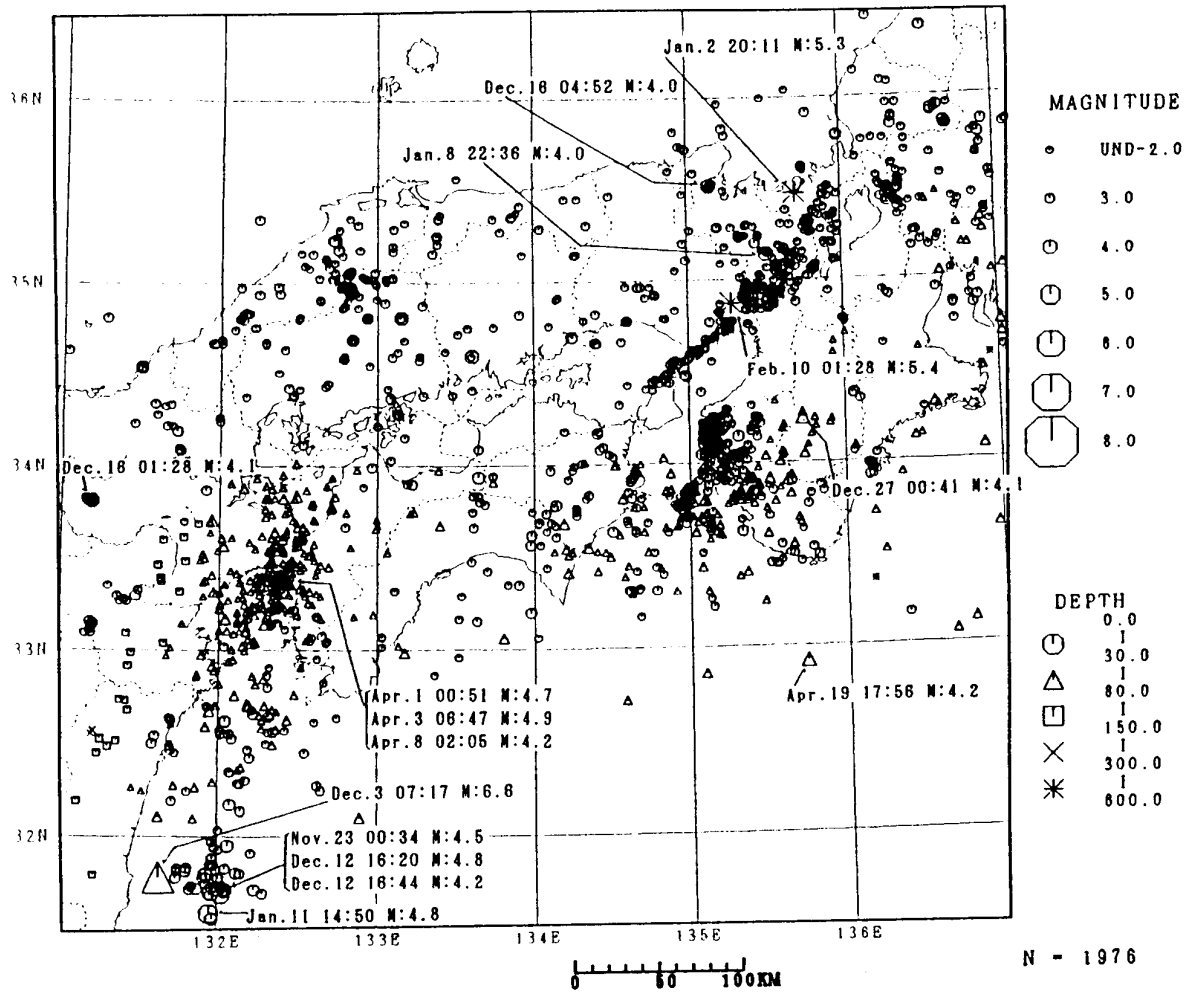 Jan.2 20:11 M:5.3
Dec.16 04:52 M:4.0
36N
MAGNITUDE
UND-2.0
Jan.8 22:36 M:4.0
3.0
4.0
35N
5.0
6.0
Feb.10 01:28 M:5.4
7.0
8.0
34N
Dec.16 01:28 M:4.1
Dec.27 00:41 M:4.1
DEPTH
0.0
I
30.0
33N
I
80.0
Apr.1 00:51 M:4.7
Apr.19 17:56 M:4.2
Apr.3 06:47 M:4.9
I
150.0
Apr.8 02:05 M:4.2
I
300.0
Dec.3 07:17 M:6.6
I
600.0
32N
Nov.23 00:34 M:4.5
Dec.12 16:20 M:4.8
Dec.12 16:44 M:4.2
Jan.11 14:50 M:4.8
132E 133E 134E 135E 136E
N = 1976
0 50 100KM